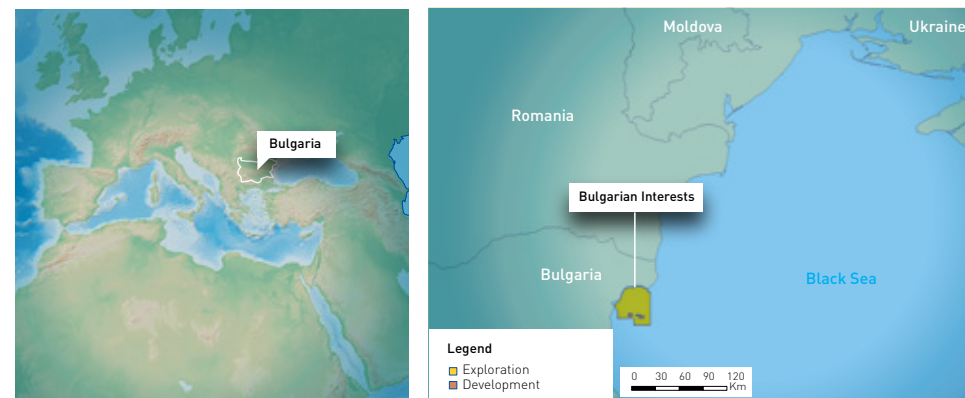 Bulgaria
Moldova
Ukraine
Romania
Bulgarian Interests
Bulgaria
Black Sea
Legend
Exploration
Development
0 30 60 90 120
Km